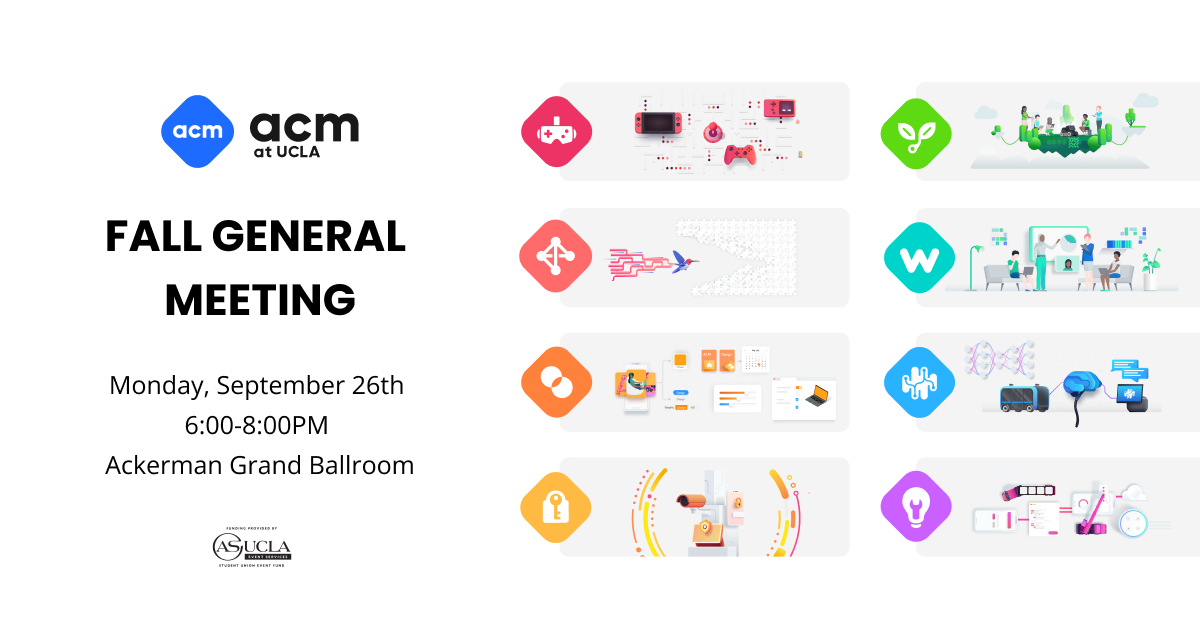 acm
acm
at UCLA
FALL GENERAL
MEETING
Monday, September 26th
6:00-8:00PM
Ackerman Grand Ballroom
FUNDING PROVIDED BY
ASUCLA
EVENT SERVICES
STUDENT UNION EVENT FUND
W